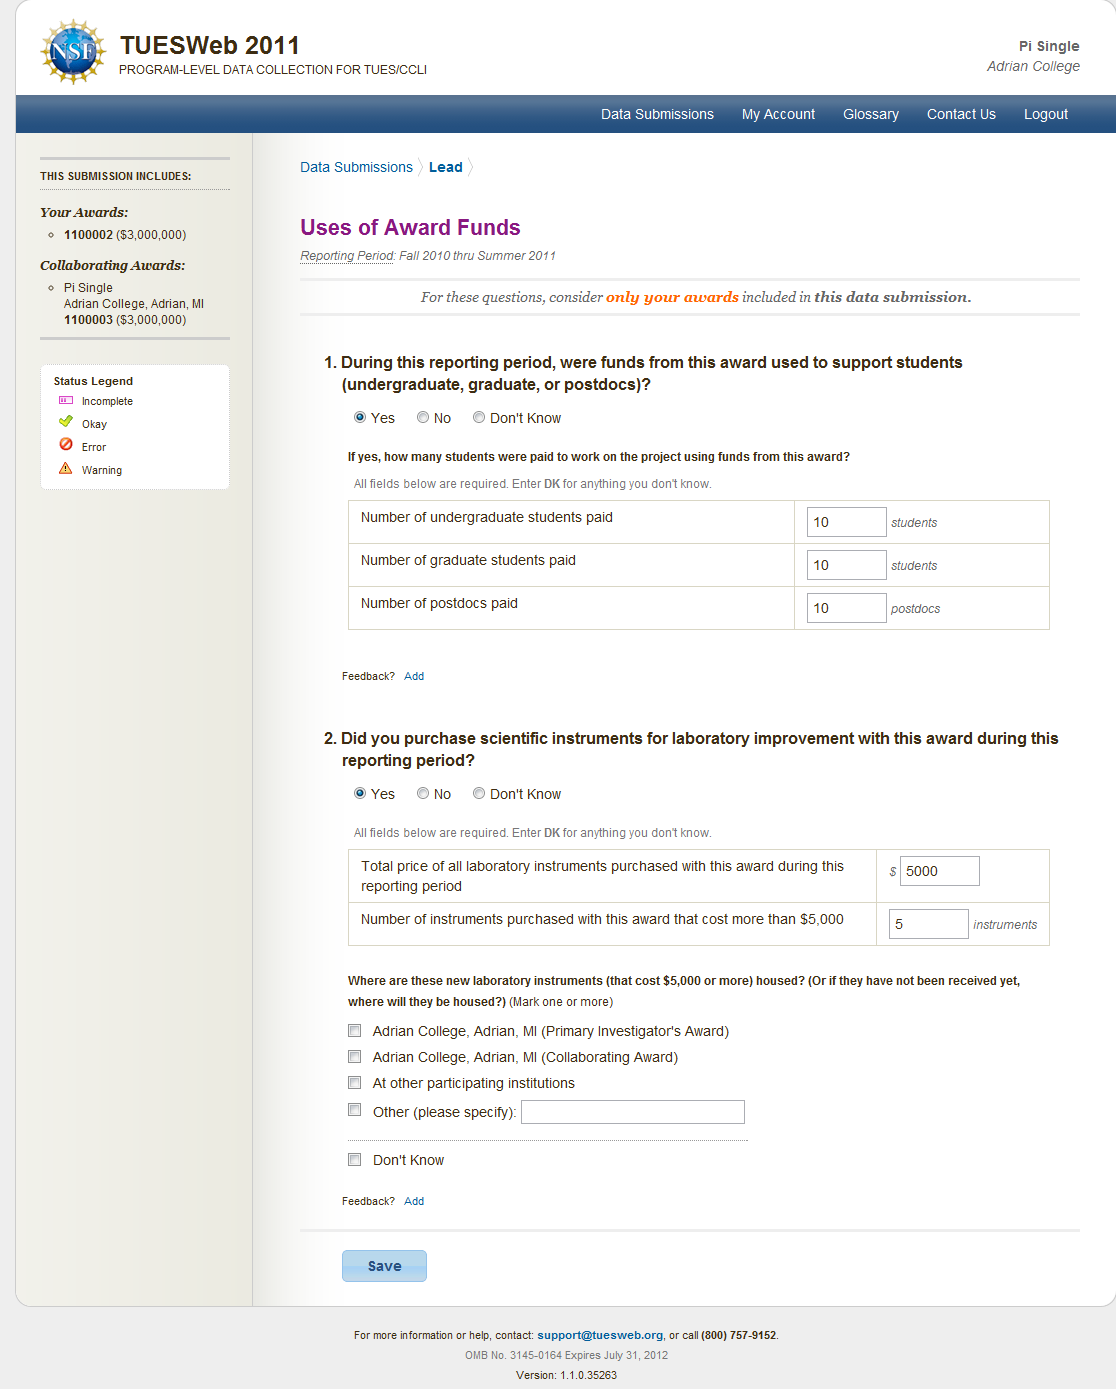 NSF
TUESWeb 2011
PROGRAM-LEVEL DATA COLLECTION FOR TUES/CCLI
Pi Single
Adrian College
Data Submissions My Account Glossary Contact Us Logout
THIS SUBMISSION INCLUDES:
Your Awards:
1100002 ($3,000,000)
Collaborating Awards:
Pi Single
Adrian College, Adrian, MI
1100003 ($3,000,000)
Status Legend
Incomplete
Okay
Error
Warning
Data Submissions Lead
Uses of Award Funds
Reporting Period: Fall 2010 thru Summer 2011
For these questions, consider only your awards included in this data submission.
1. During this reporting period, were funds from this award used to support students
(undergraduate, graduate, or postdocs)?
Yes No Don't Know
If yes, how many students were paid to work on the project using funds from this award?
All fields below are required. Enter DK for anything you don't know.
Number of undergraduate students paid 10 students
Number of graduate students paid 10 students
Number of postdocs paid 10 postdocs
Feedback? Add
2. Did you purchase scientific instruments for laboratory improvement with this award during this
reporting period?
Yes No Don't Know
All fields below are required. Enter DK for anything you don't know.
Total price of all laboratory instruments purchased with this award during this
reporting period
$ 5000
Number of instruments purchased with this award that cost more than $5,000 5 instruments
Where are these new laboratory instruments (that cost $5,000 or more) housed? (Or if they have not been received yet,
where will they be housed?) (Mark one or more)
Adrian College, Adrian, MI (Primary Investigator's Award)
Adrian College, Adrian, MI (Collaborating Award)
At other participating institutions
Other (please specify):
Don't Know
Feedback? Add
Save
For more information or help, contact: support@tuesweb.org, or call (800) 757-9152.
OMB No. 3145-0164 Expires July 31, 2012
Version: 1.1.0.35263